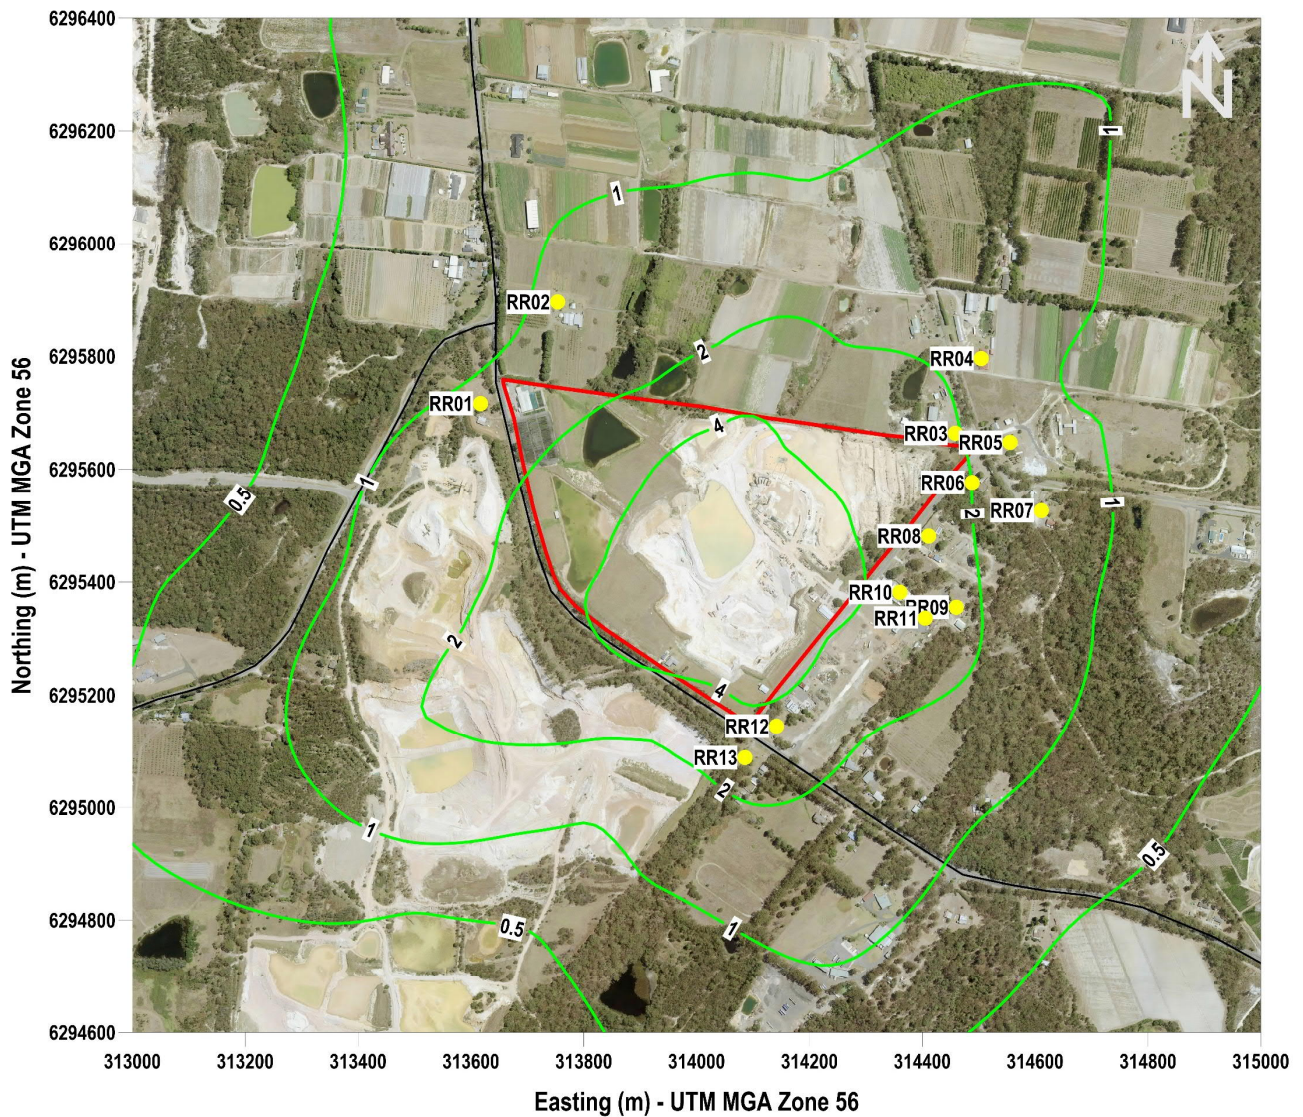 6296400
6296200
6296000
6295800
6295600
6295400
6295200
6295000
6294800
6294600
Northing (m) - UTM MGA Zone 56
N
1
1
RR02
2
RR04
RR01
RR03
RR05
4
1
0.5
RR06
RR07
1
2
RR08
RR10
RR09
RR11
2
4
RR12
RR13
2
1
0.5
0.5
1
313000 313200 313400 313600 313800 314000 314200 314400 314600 314800 315000
Easting (m) - UTM MGA Zone 56